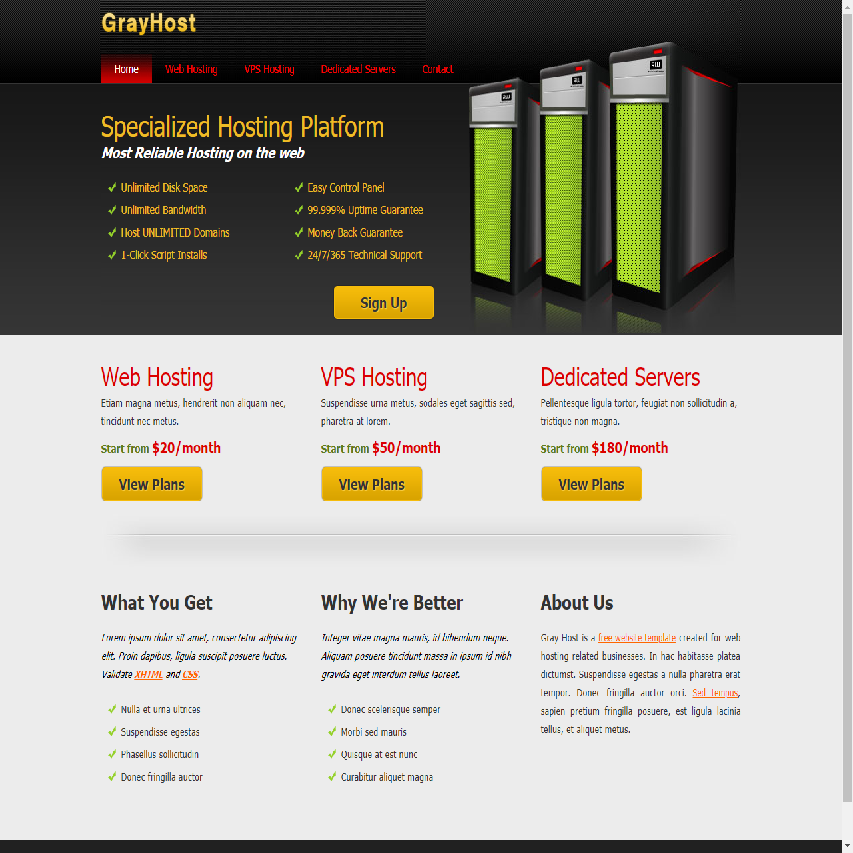 GrayHost
Home Web Hosting VPS Hosting Dedicated Servers Contact
Specialized Hosting Platform
Most Reliable Hosting on the web
Unlimited Disk Space
Unlimited Bandwidth
Host UNLIMITED Domains
1-Click Script Installs
Easy Control Panel
99.999% Uptime Guarantee
Money Back Guarantee
24/7/365 Technical Support
Sign Up
Web Hosting
Etiam magna metus, hendrerit non aliquam nec,
tincidunt nec metus.
Start from $20/month
View Plans
VPS Hosting
Suspendisse urna metus, sodales eget sagittis sed,
pharetra at lorem.
Start from $50/month
View Plans
Dedicated Servers
Pellentesque ligula tortor, feugiat non sollicitudin a,
tristique non magna.
Start from $180/month
View Plans
What You Get
Lorem ipsum dolor sit amet, consectetur adipiscing
elit. Proin dapibus, ligula suscipit posuere luctus.
Validate XHTML and CSS.
Nulla et urna ultrices
Suspendisse egestas
Phasellus sollicitudin
Donec fringilla auctor
Why We're Better
Integer vitae magna mauris, id bibendum neque.
Aliquam posuere tincidunt massa in ipsum id nibh
gravida eget interdum tellus laoreet.
Donec scelerisque semper
Morbi sed mauris
Quisque at est nunc
Curabitur aliquet magna
About Us
Gray Host is a free website template created for web
hosting related businesses. In hac habitasse platea
dictumst. Suspendisse egestas a nulla pharetra erat
tempor. Donec fringilla auctor orci. Sed tempus,
sapien pretium fringilla posuere, est ligula lacinia
tellus, et aliquet metus.